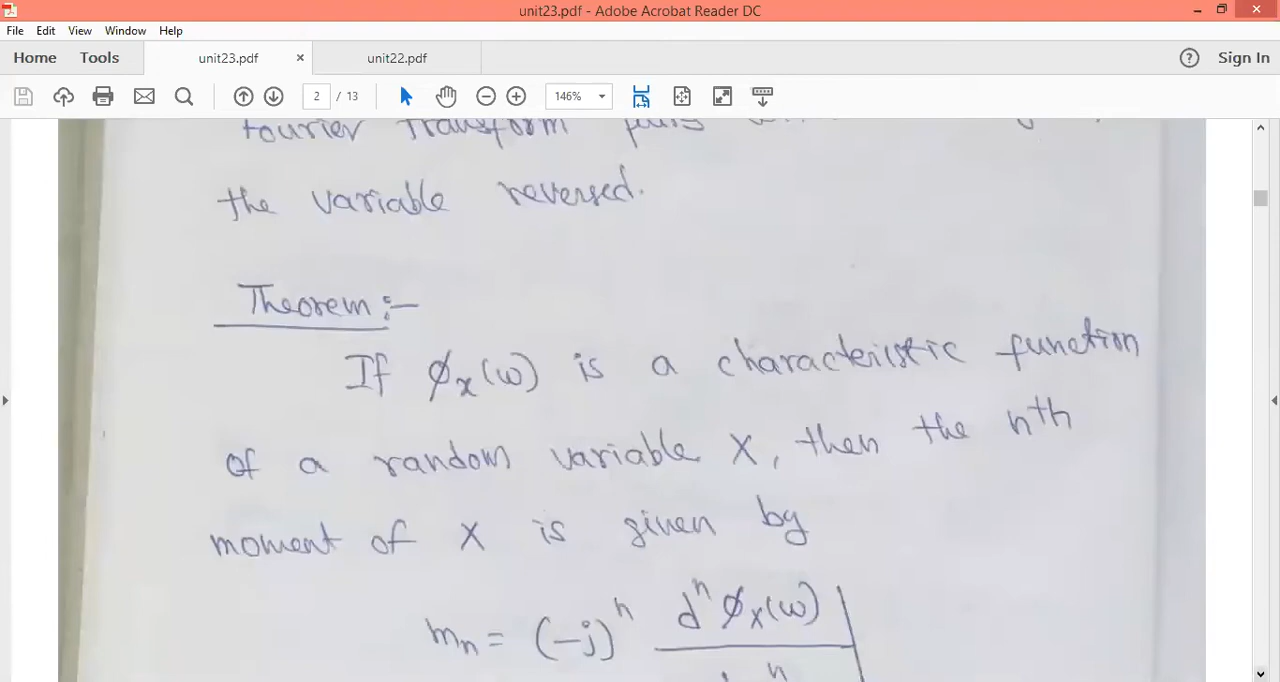 unit23.pdf - Adobe Acrobat Reader DC
File Edit View Window Help
Home Tools unit23.pdf × unit22.pdf ? Sign In
2 / 13 146%
fourier transform
the variable reversed.
Theorem :-
If ϕₓ(ω) is a characteristic function
of a random variable X, then the nth
moment of X is given by
mₙ = (-j)ⁿ dⁿ ϕₓ(ω)